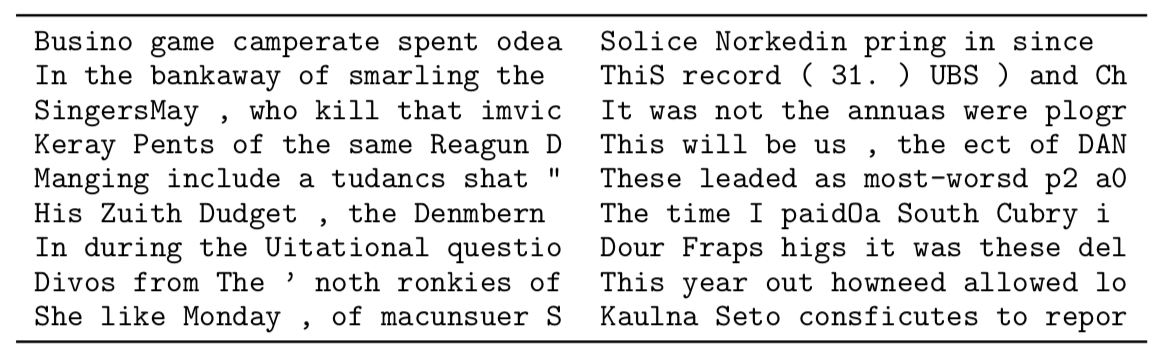 Busino game camperate spent odea
In the bankaway of smarling the
SingersMay , who kill that imvic
Keray Pents of the same Reagun D
Manging include a tudancs shat "
His Zuith Dudget , the Denmbern
In during the Uitational questio
Divos from The ' noth ronkies of
She like Monday , of macunsuer S
Solice Norkedin pring in since
ThiS record ( 31. ) UBS ) and Ch
It was not the annuas were plogr
This will be us , the ect of DAN
These leaded as most-worsd p2 a0
The time I paid0a South Cubry i
Dour Fraps higs it was these del
This year out howneed allowed lo
Kaulna Seto consficutes to repor